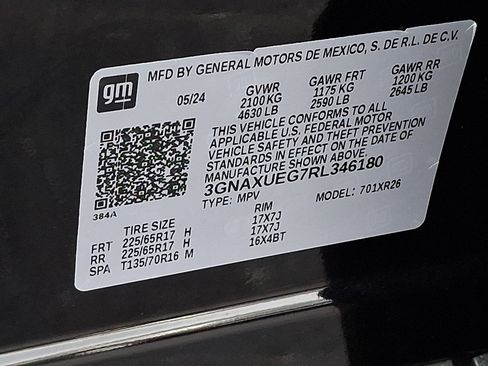 gm
MFD BY GENERAL MOTORS DE MEXICO, S. DE R.L. DE C.V.
05/24 GVWR GAWR FRT GAWR RR
2100 KG 1175 KG 1200 KG
4630 LB 2590 LB 2645 LB
THIS VEHICLE CONFORMS TO ALL
APPLICABLE U.S. FEDERAL MOTOR
VEHICLE SAFETY AND THEFT PREVENTION
STANDARDS IN EFFECT ON THE DATE OF
MANUFACTURE SHOWN ABOVE.
3GNAXUEG7RL346180
TYPE: MPV MODEL: 701XR26
384A
TIRE SIZE RIM
FRT 225/65R17 H 17X7J
RR 225/65R17 H 17X7J
SPA T135/70R16 M 16X4BT